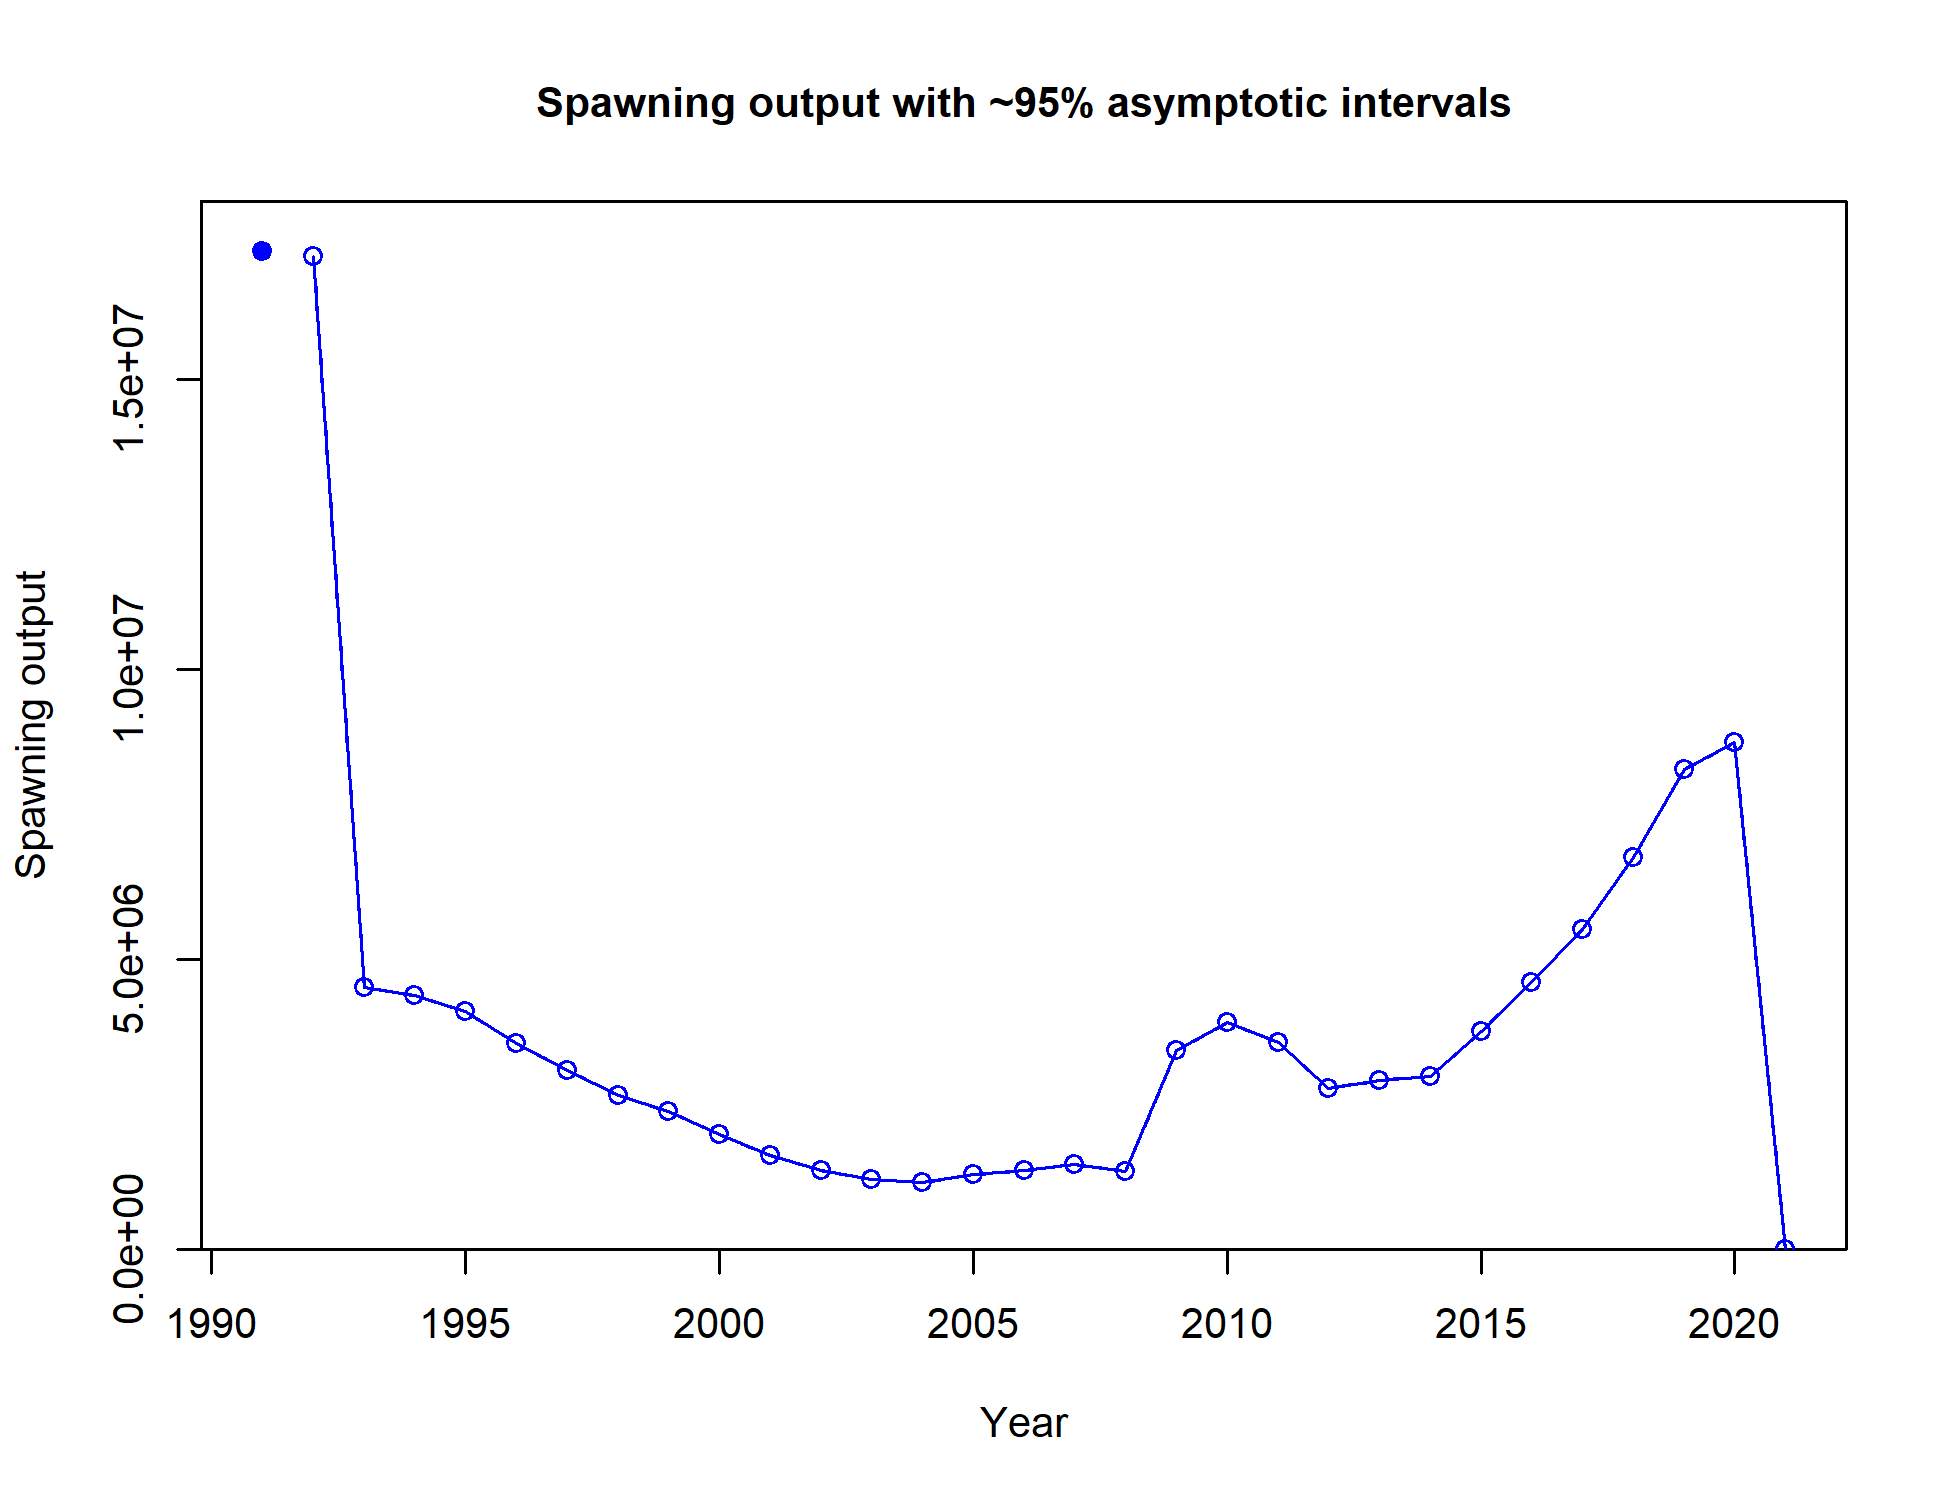 Spawning output with ~95% asymptotic intervals
Spawning output
1.5e+07
1.0e+07
5.0e+06
0.0e+00
1990 1995 2000 2005 2010 2015 2020
Year